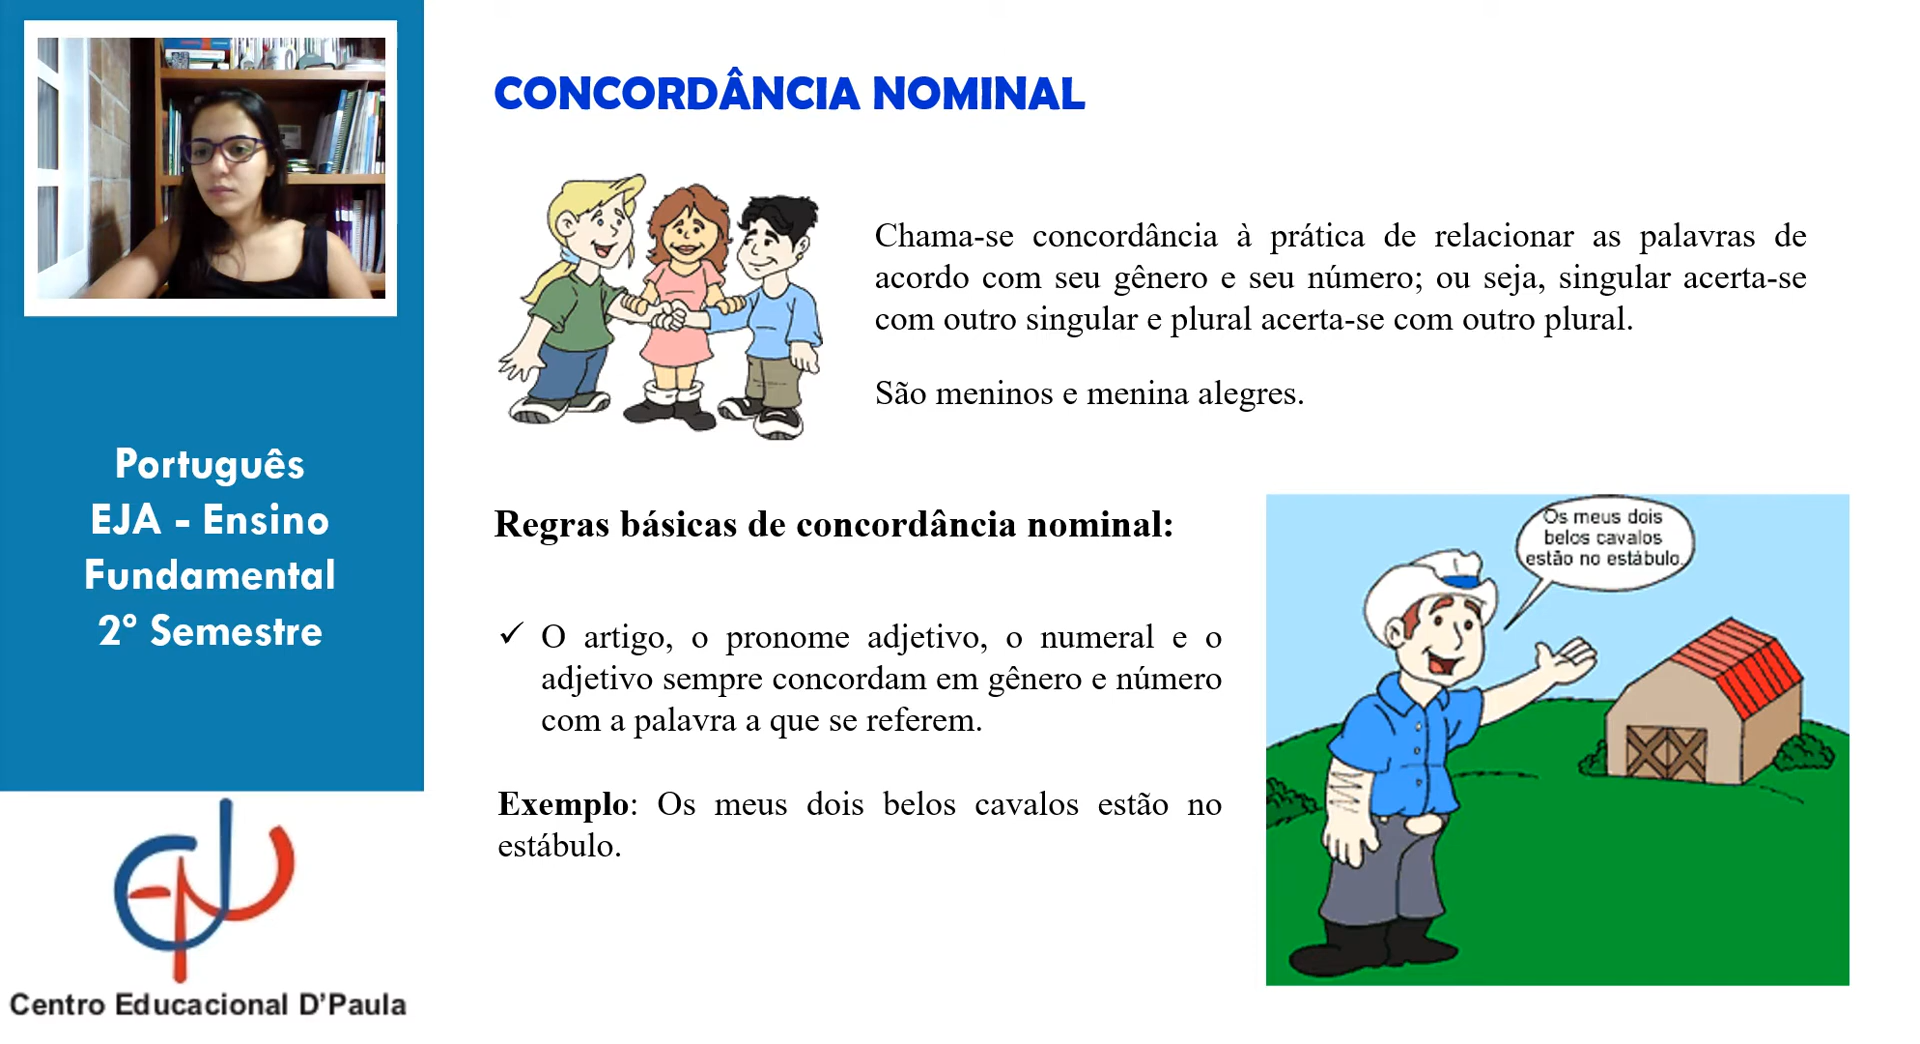 CONCORDÂNCIA NOMINAL
Chama-se concordância à prática de relacionar as palavras de
acordo com seu gênero e seu número; ou seja, singular acerta-se
com outro singular e plural acerta-se com outro plural.
São meninos e menina alegres.
Português
EJA - Ensino
Fundamental
2º Semestre
Regras básicas de concordância nominal:
✓ O artigo, o pronome adjetivo, o numeral e o
adjetivo sempre concordam em gênero e número
com a palavra a que se referem.
Exemplo: Os meus dois belos cavalos estão no
estábulo.
Os meus dois
belos cavalos
estão no estábulo.
Centro Educacional D'Paula